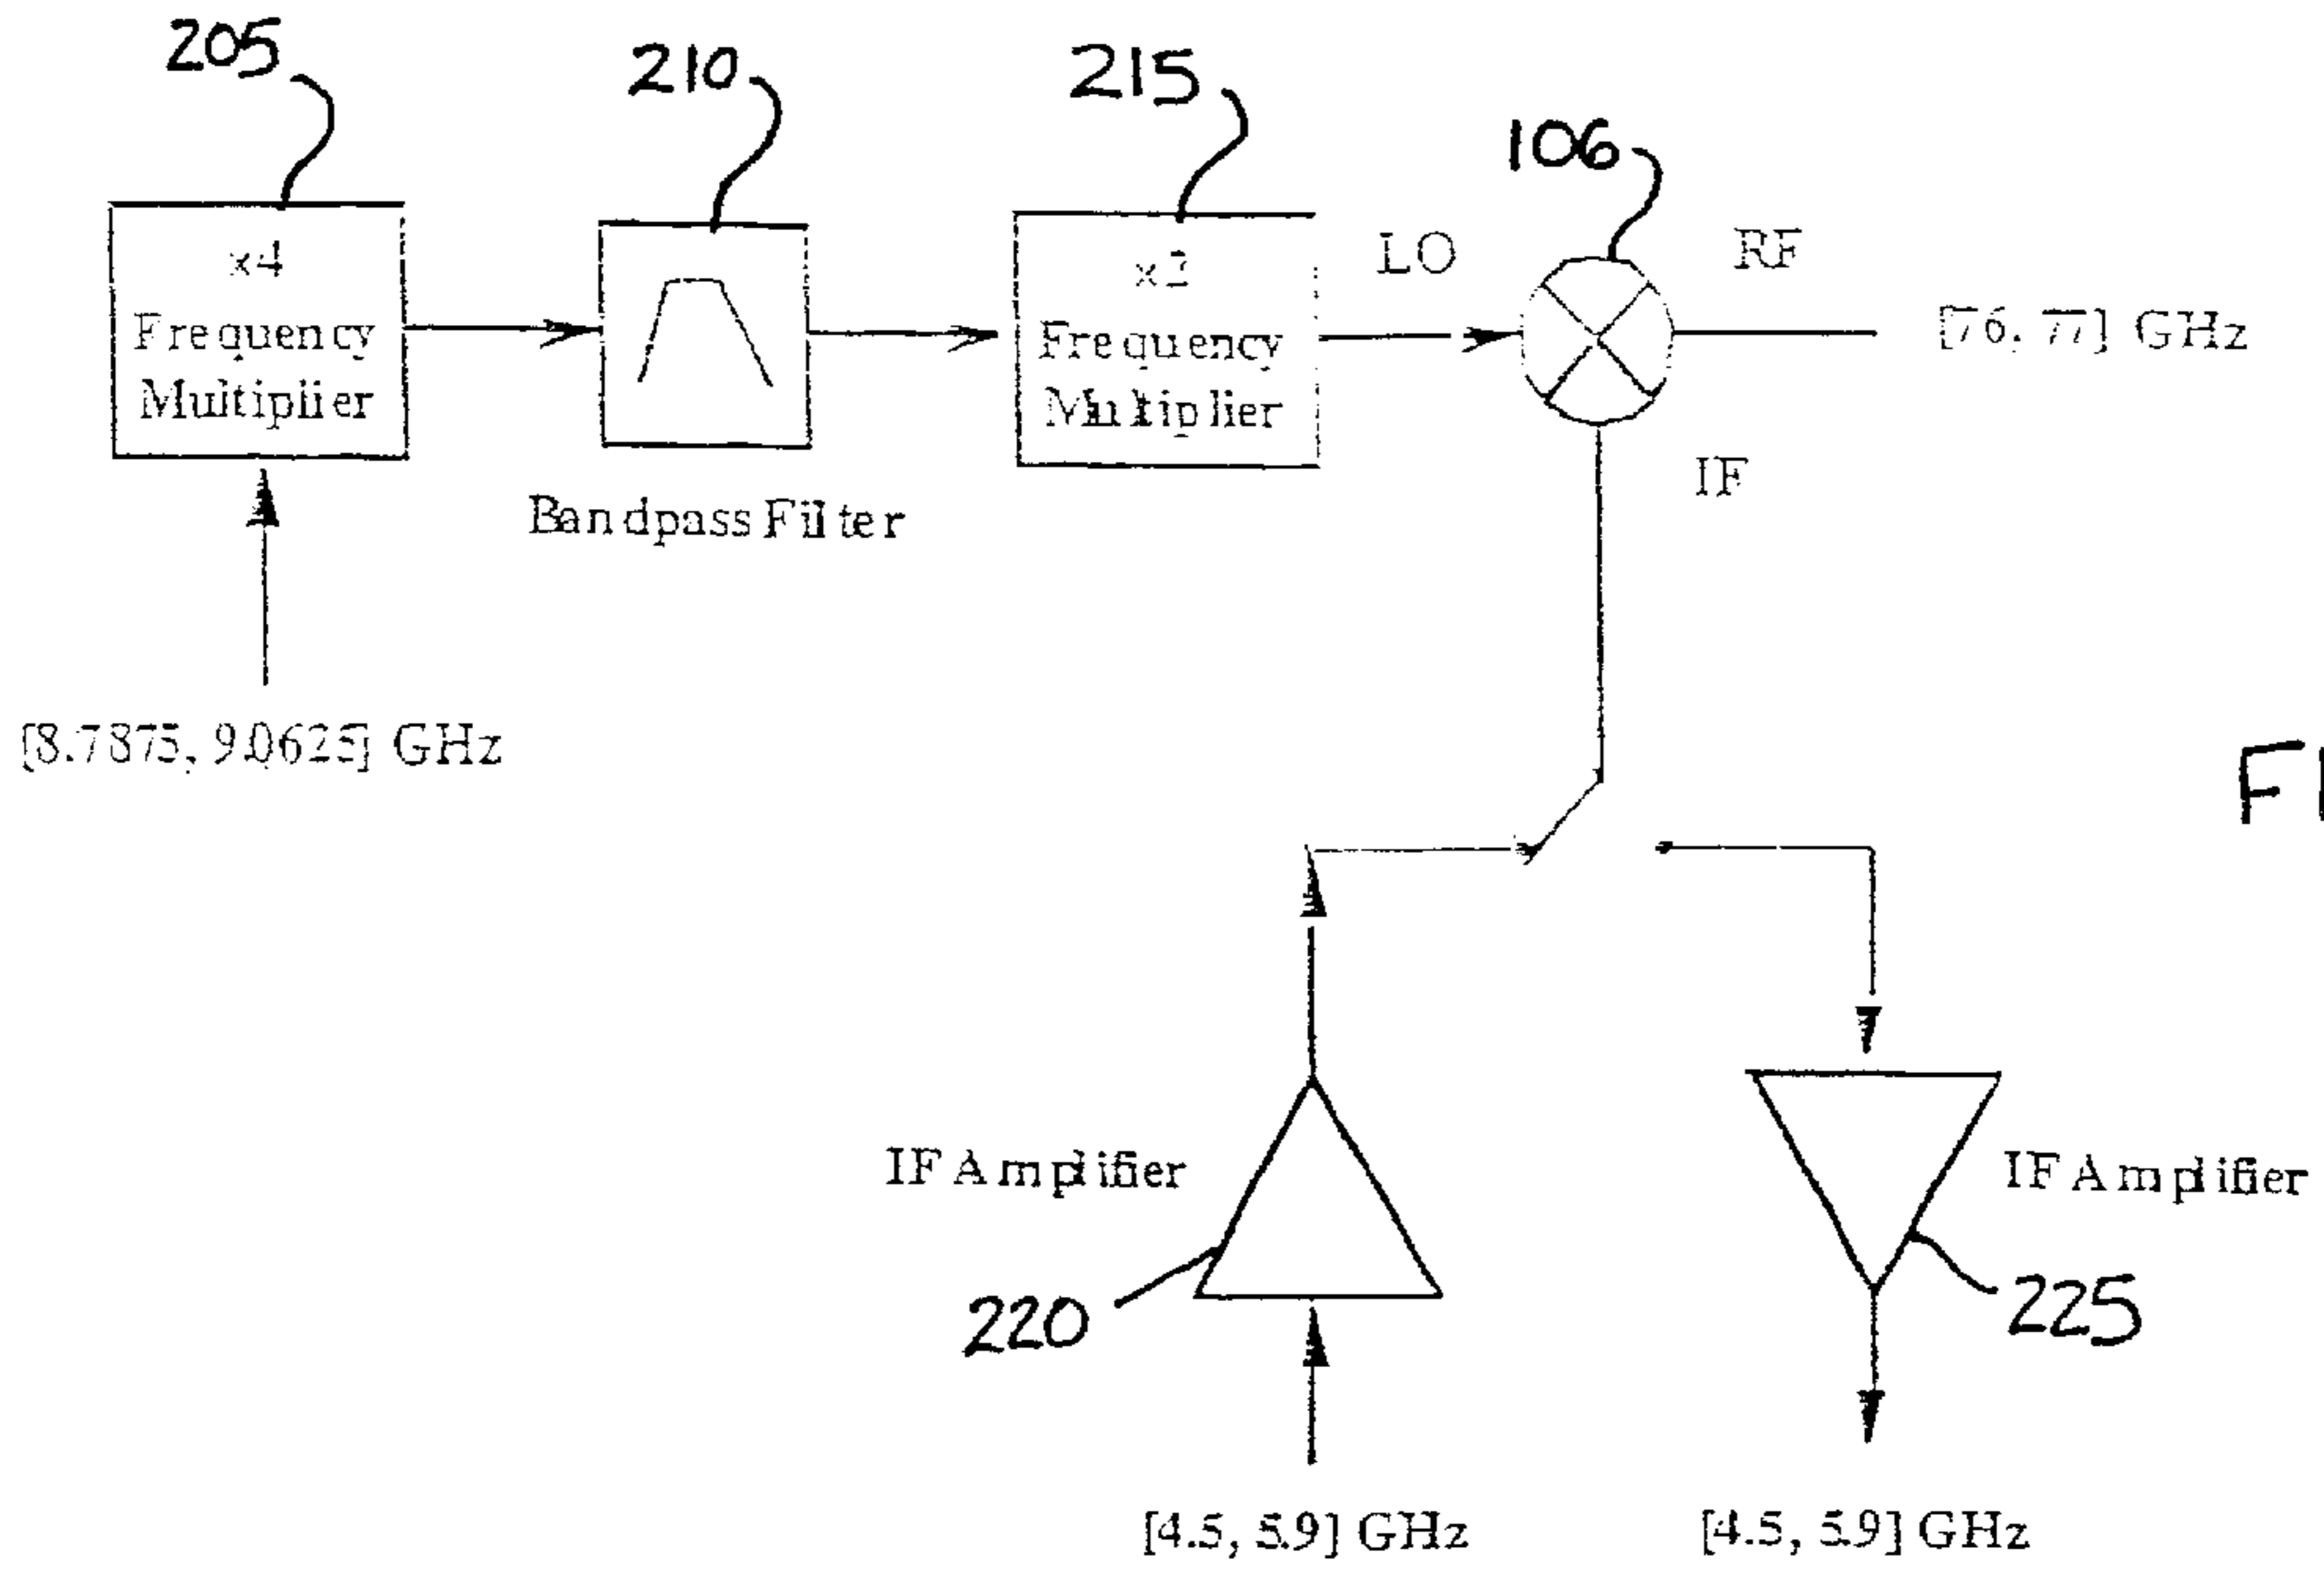 205
210
215
106
x4
Frequency
Multiplier
x2
Frequency
Multiplier
LO
RF
[76, 77] GHz
IF
Bandpass Filter
[8.7875, 9.0625] GHz
IF Amplifier
IF Amplifier
220
225
[4.5, 5.9] GHz
[4.5, 5.9] GHz